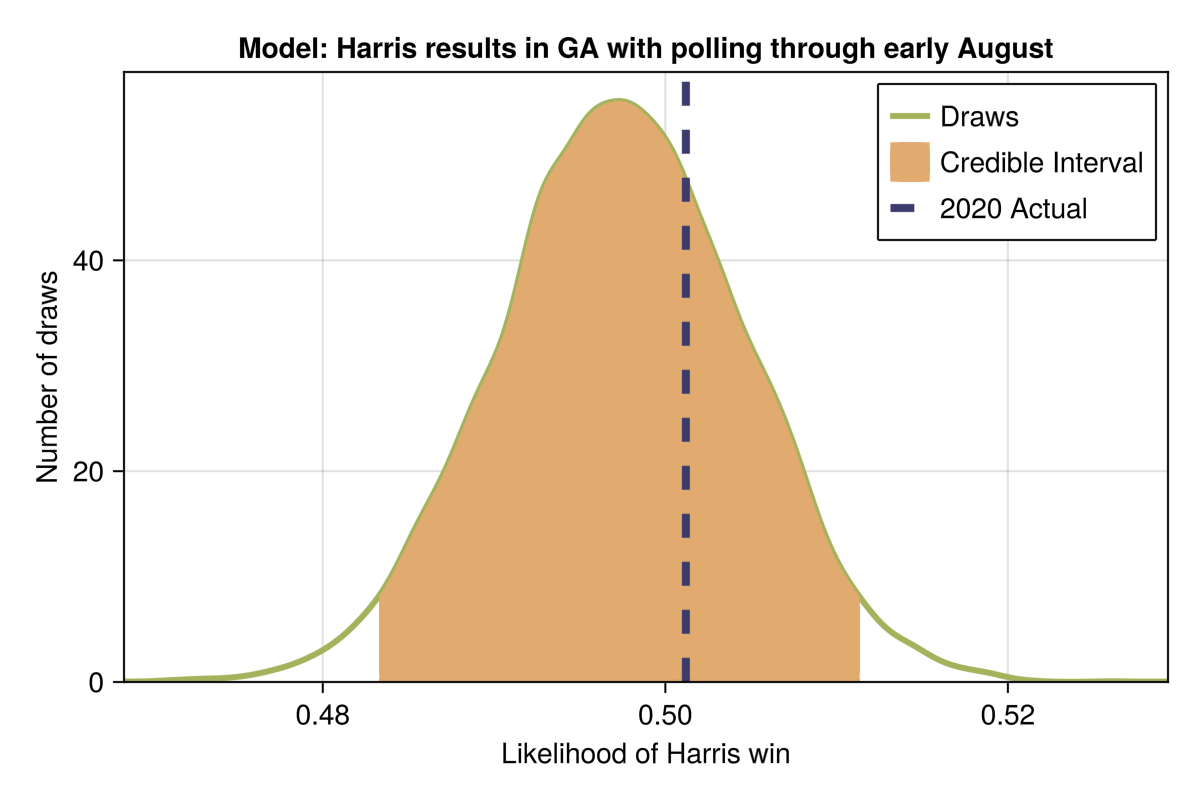 Model: Harris results in GA with polling through early August
Draws
Credible Interval
2020 Actual
Number of draws
40
20
0
0.48
0.50
0.52
Likelihood of Harris win